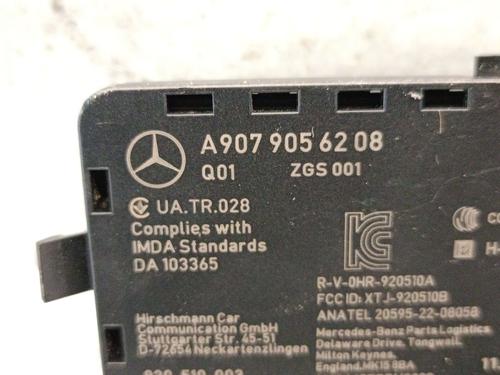 A907 905 62 08
Q01 ZGS 001
UA.TR.028
Complies with
IMDA Standards
DA 103365
R-V-0HR-920510A
FCC ID: XTJ-920510B
ANATEL 20595-22-08058
Hirschmann Car
Communication GmbH
Stuttgarter Str. 45-51
D-72654 Neckartenzlingen
Mercedes-Benz Parts Logistics
Delaware Drive, Tongwell,
Milton Keynes,
England, MK15 8BA